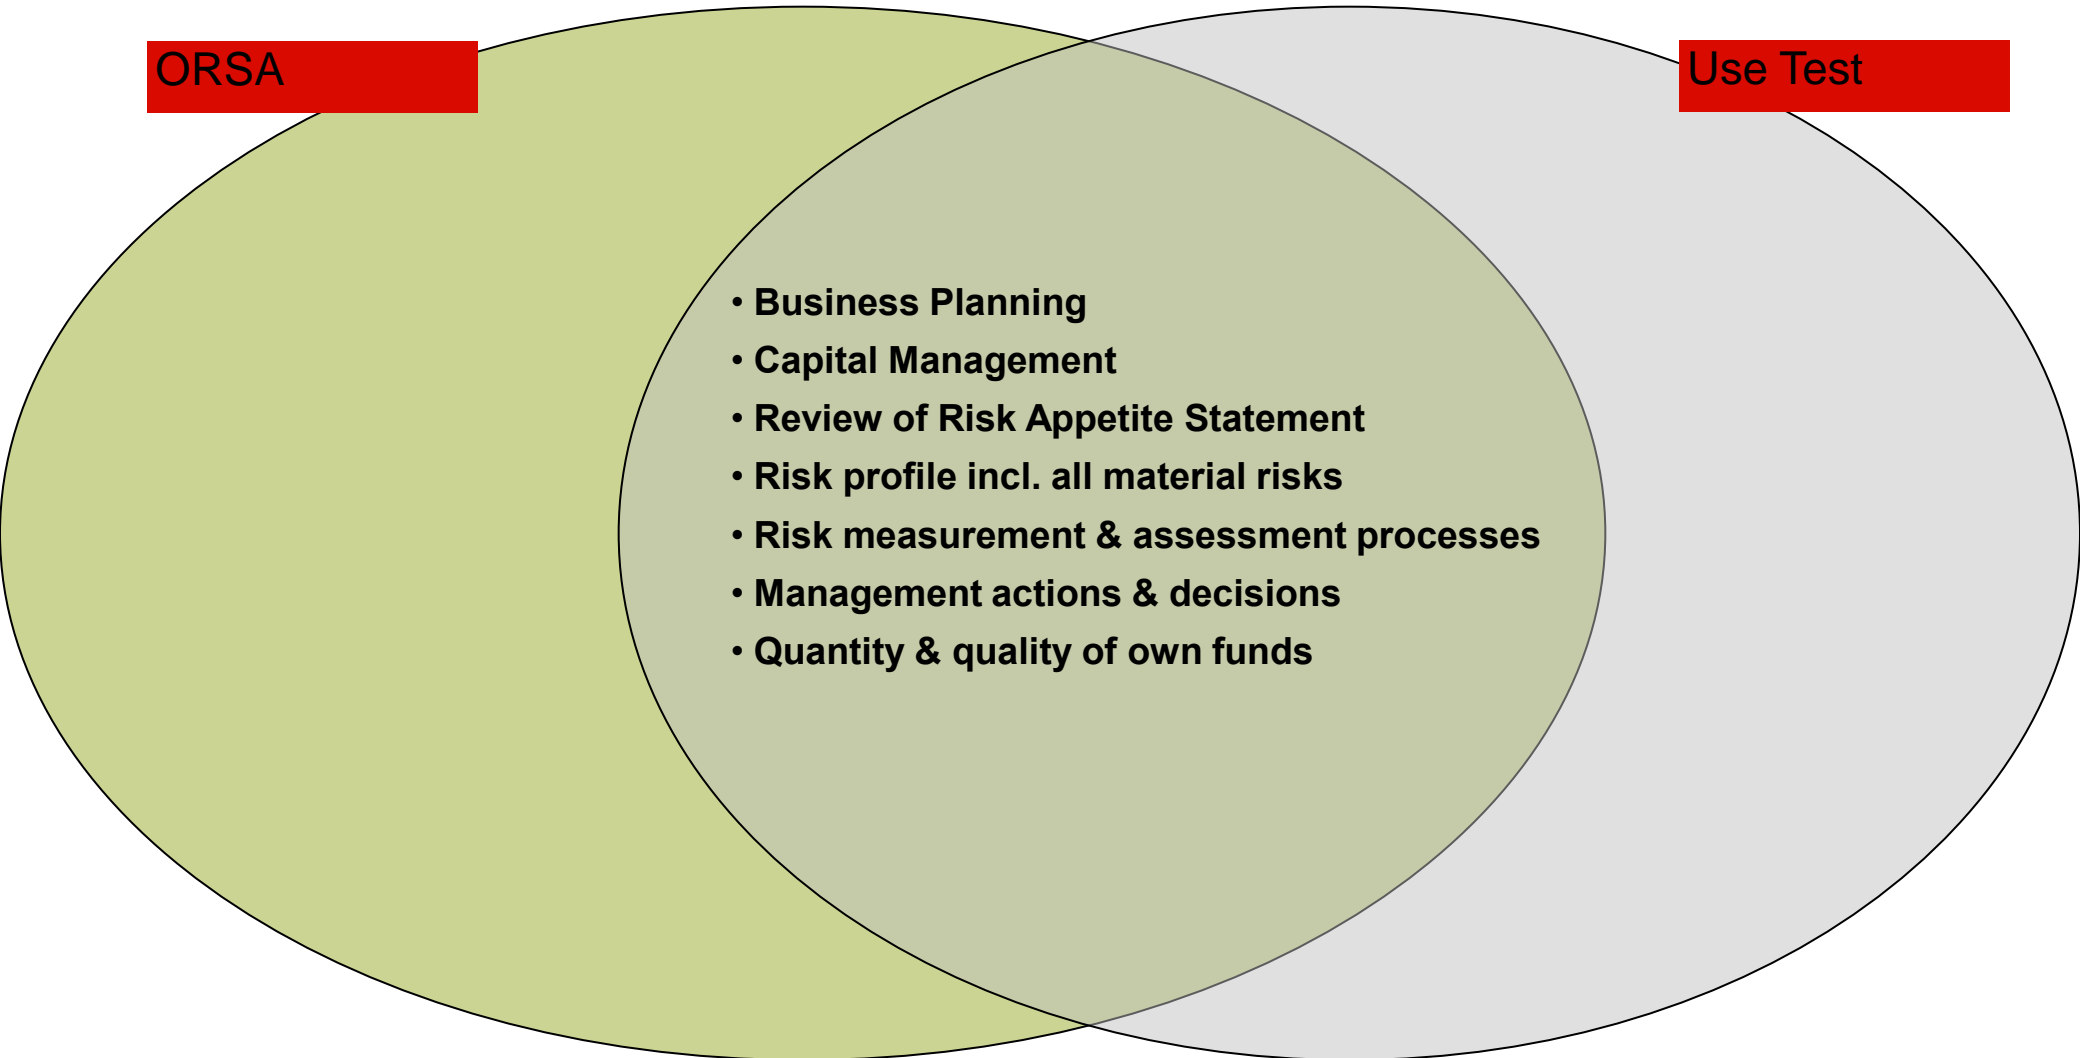 ORSA
Use Test
• Business Planning
• Capital Management
• Review of Risk Appetite Statement
• Risk profile incl. all material risks
• Risk measurement & assessment processes
• Management actions & decisions
• Quantity & quality of own funds